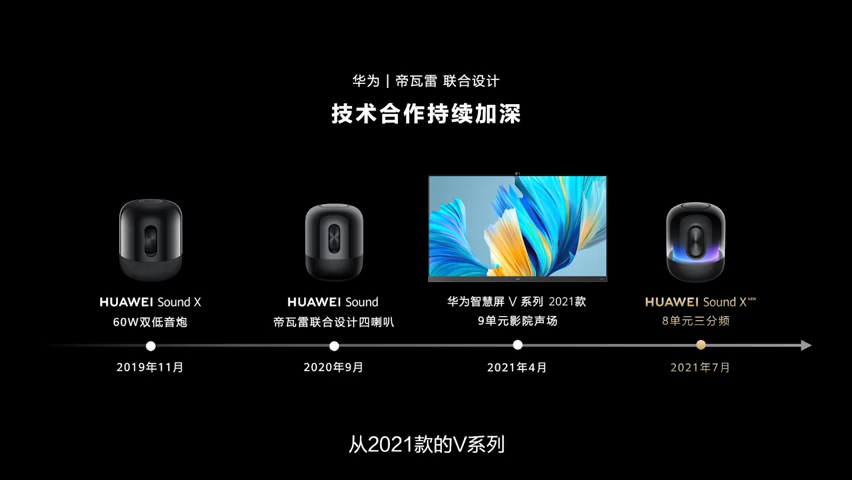 华为 | 帝瓦雷 联合设计
技术合作持续加深
HUAWEI Sound X
60W双低音炮
2019年11月
HUAWEI Sound
帝瓦雷联合设计四喇叭
2020年9月
华为智慧屏 V 系列 2021款
9单元影院声场
2021年4月
HUAWEI Sound X NEW
8单元三分频
2021年7月
从2021款的V系列